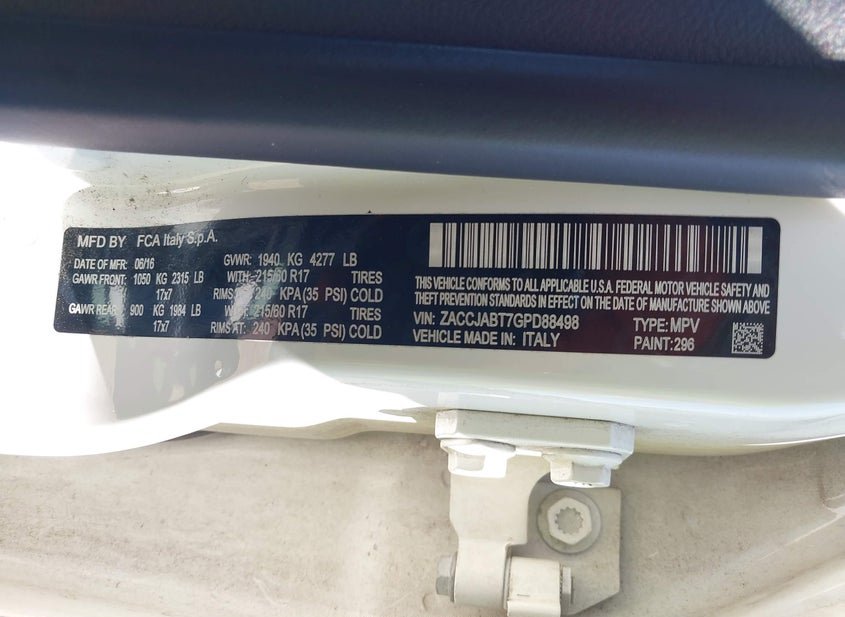 MFD BY FCA Italy S.p.A.
DATE OF MFR: 06/16 GVWR: 1940 KG 4277 LB
GAWR FRONT: 1050 KG 2315 LB WITH: 215/60 R17 TIRES
17x7 RIMS AT: 240 KPA (35 PSI) COLD
GAWR REAR: 900 KG 1984 LB WITH: 215/60 R17 TIRES
17x7 RIMS AT: 240 KPA (35 PSI) COLD
THIS VEHICLE CONFORMS TO ALL APPLICABLE U.S.A. FEDERAL MOTOR VEHICLE SAFETY AND
THEFT PREVENTION STANDARDS IN EFFECT ON THE DATE OF MANUFACTURE SHOWN ABOVE
VIN: ZACCJABT7GPD88498 TYPE: MPV
VEHICLE MADE IN: ITALY PAINT: 296